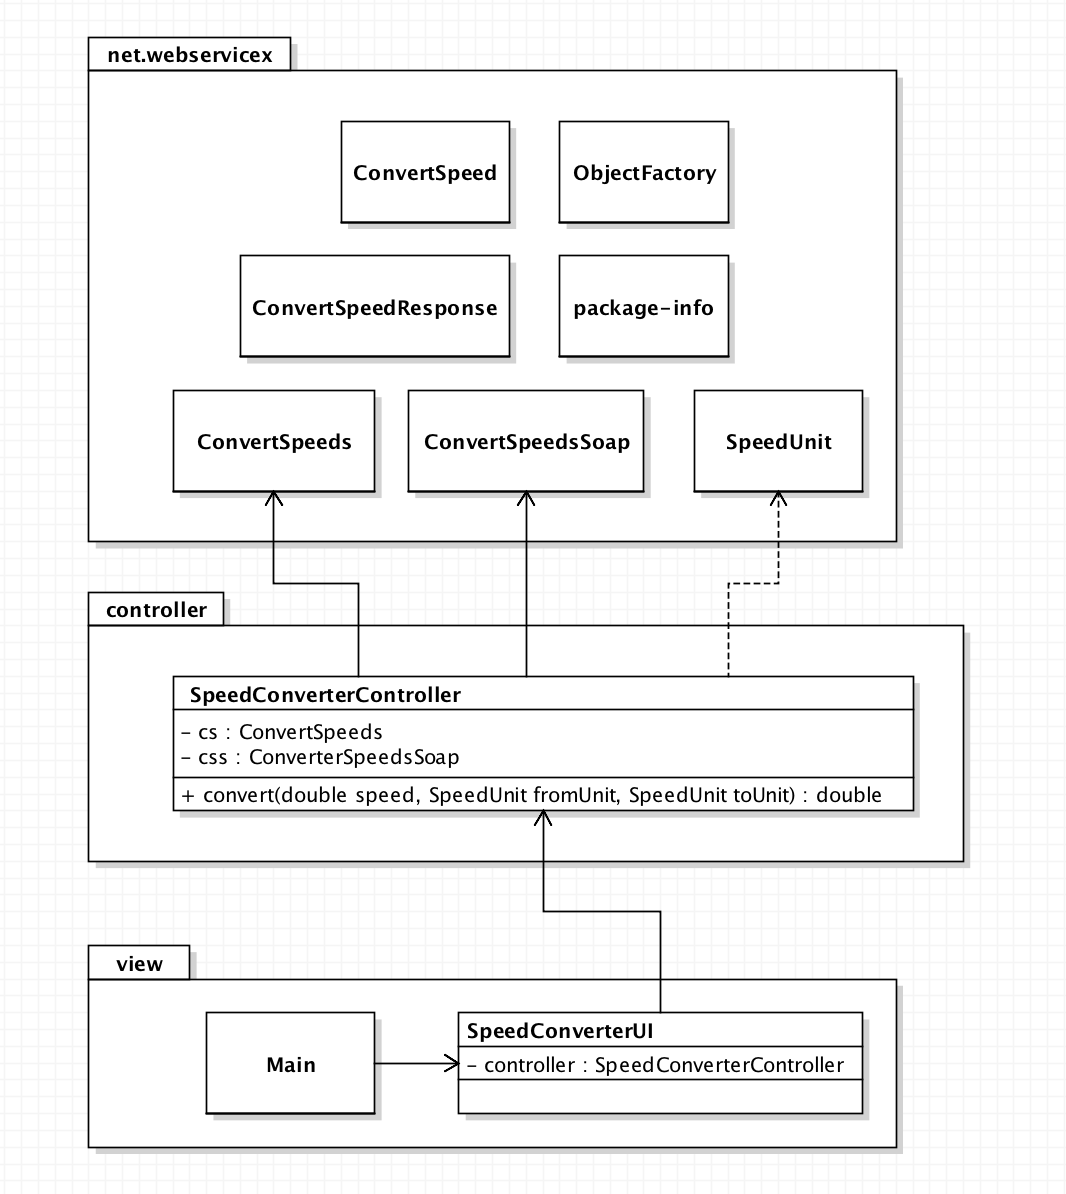 net.webservicex
ConvertSpeed
ObjectFactory
ConvertSpeedResponse
package-info
ConvertSpeeds
ConvertSpeedsSoap
SpeedUnit
controller
SpeedConverterController
- cs : ConvertSpeeds
- css : ConverterSpeedsSoap
+ convert(double speed, SpeedUnit fromUnit, SpeedUnit toUnit) : double
view
Main
SpeedConverterUI
- controller : SpeedConverterController